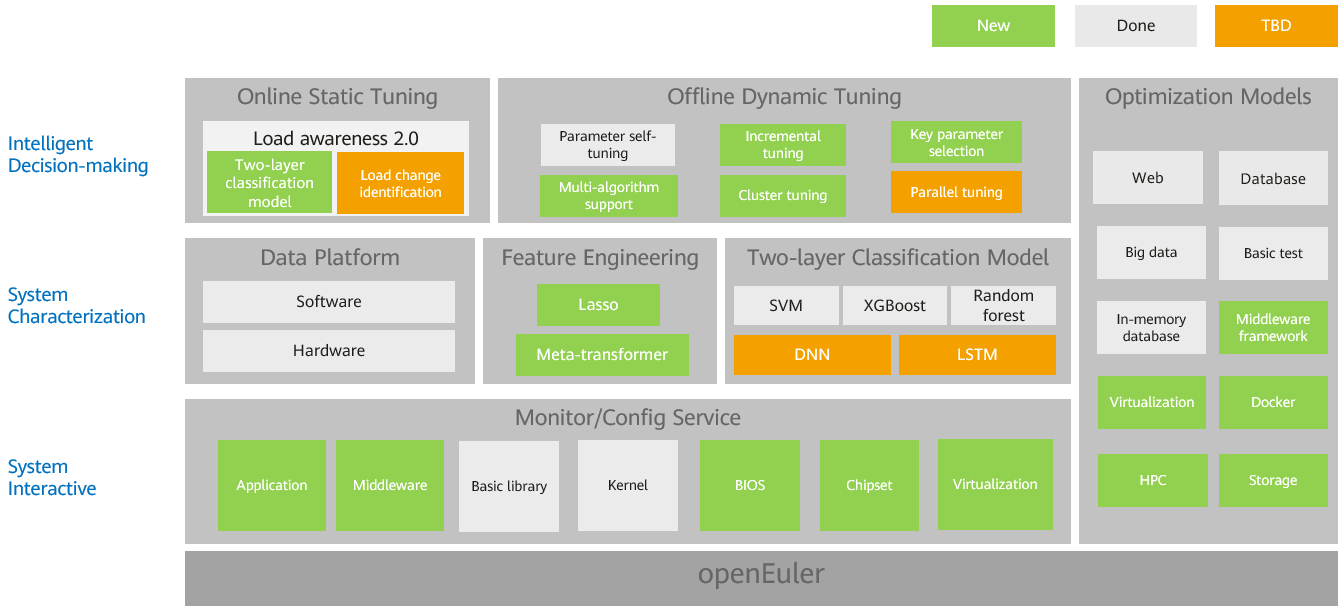 New
Done
TBD
Intelligent
Decision-making
Online Static Tuning
Load awareness 2.0
Two-layer
classification
model
Load change
identification
Offline Dynamic Tuning
Parameter self-
tuning
Incremental
tuning
Key parameter
selection
Multi-algorithm
support
Cluster tuning
Parallel tuning
Optimization Models
Web
Database
Big data
Basic test
In-memory
database
Middleware
framework
Virtualization
Docker
HPC
Storage
System
Characterization
Data Platform
Software
Hardware
Feature Engineering
Lasso
Meta-transformer
Two-layer Classification Model
SVM
XGBoost
Random
forest
DNN
LSTM
System
Interactive
Monitor/Config Service
Application
Middleware
Basic library
Kernel
BIOS
Chipset
Virtualization
openEuler